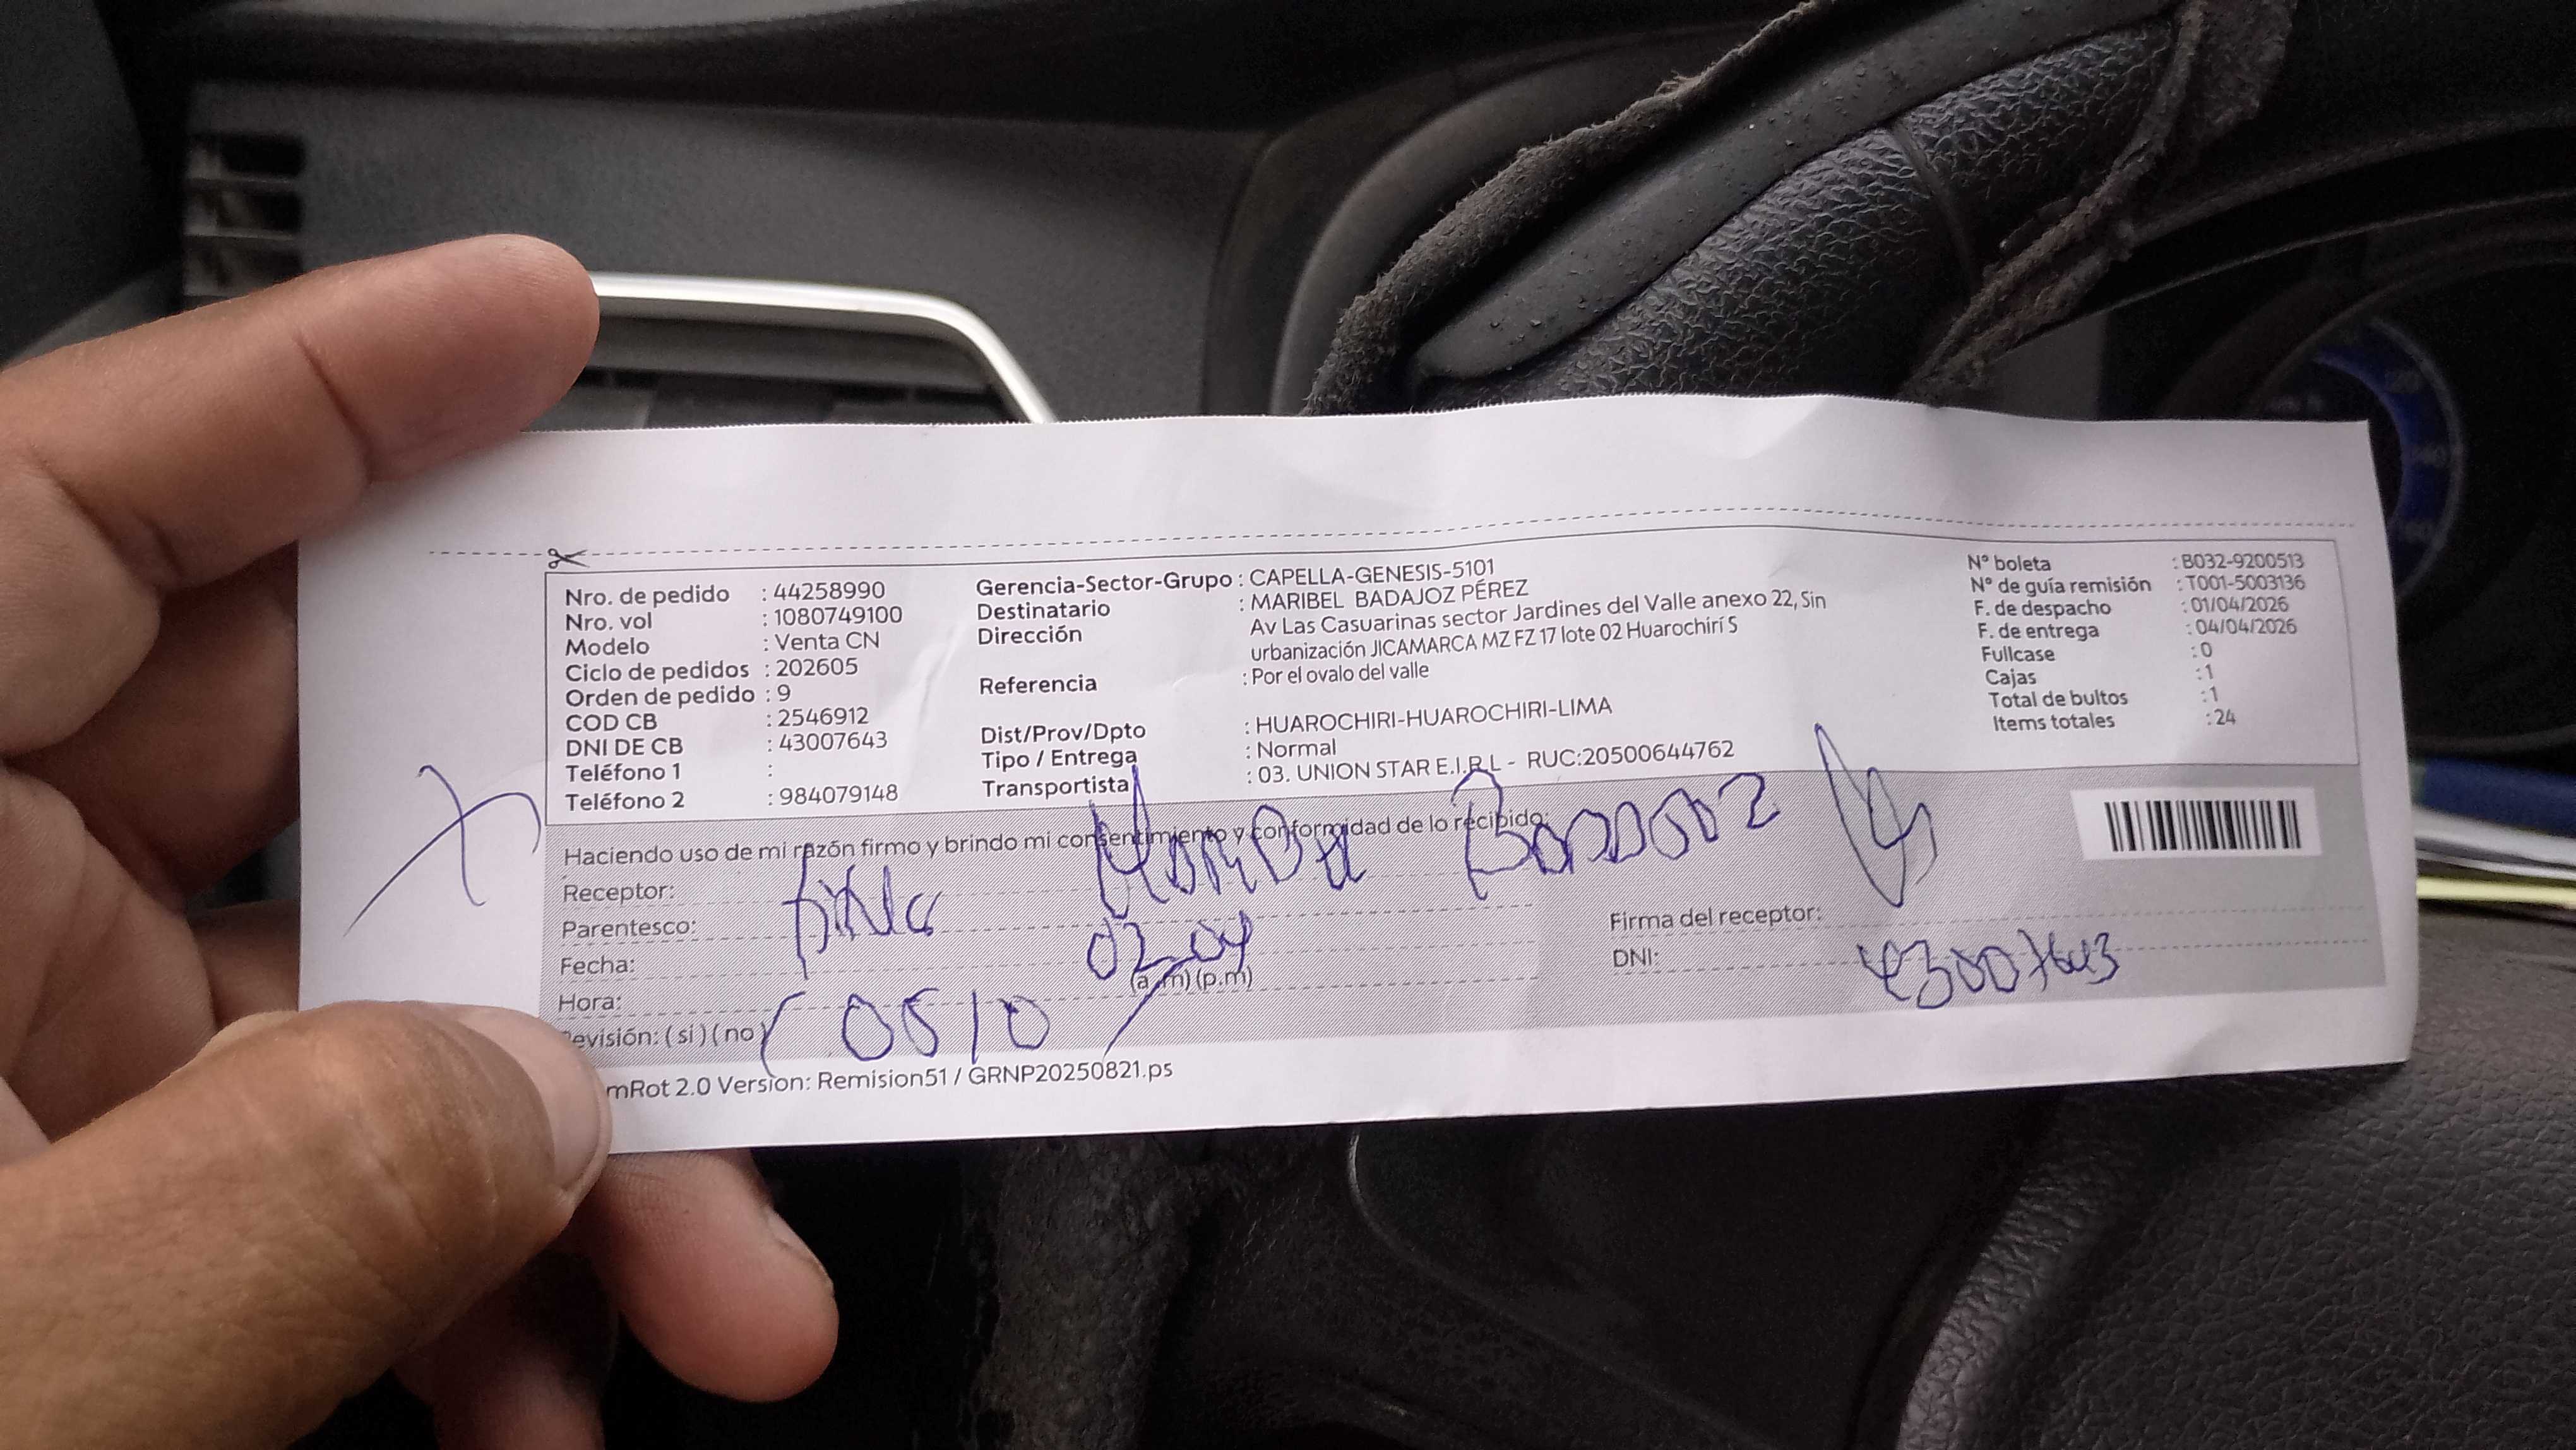 Nro. de pedido : 44258990
Nro. vol : 1080749100
Modelo : Venta CN
Ciclo de pedidos : 202605
Orden de pedido : 9
COD CB : 2546912
DNI DE CB : 43007643
Teléfono 1 :
Teléfono 2 : 984079148
Gerencia-Sector-Grupo : CAPELLA-GENESIS-5101
Destinatario : MARIBEL BADAJOZ PÉREZ
Dirección Av Las Casuarinas sector Jardines del Valle anexo 22, Sin
urbanización JICAMARCA MZ FZ 17 lote 02 Huarochirí S
Referencia : Por el ovalo del valle
Dist/Prov/Dpto : HUAROCHIRI-HUAROCHIRI-LIMA
Tipo / Entrega : Normal
Transportista : 03. UNION STAR E.I.R.L - RUC:20500644762
Nº boleta : B032-9200513
Nº de guía remisión : T001-5003136
F. de despacho : 01/04/2026
F. de entrega : 04/04/2026
Fullcase : 0
Cajas : 1
Total de bultos : 1
Items totales : 24
Haciendo uso de mi razón firmo y brindo mi consentimiento y conformidad de lo recibido:
Receptor:
Parentesco:
Fecha: 02 04
Hora: (a.m) (p.m)
evisión: ( si ) ( no ) 0510
Firma del receptor:
DNI: 43007643
mRot 2.0 Version: Remision51 / GRNP20250821.ps